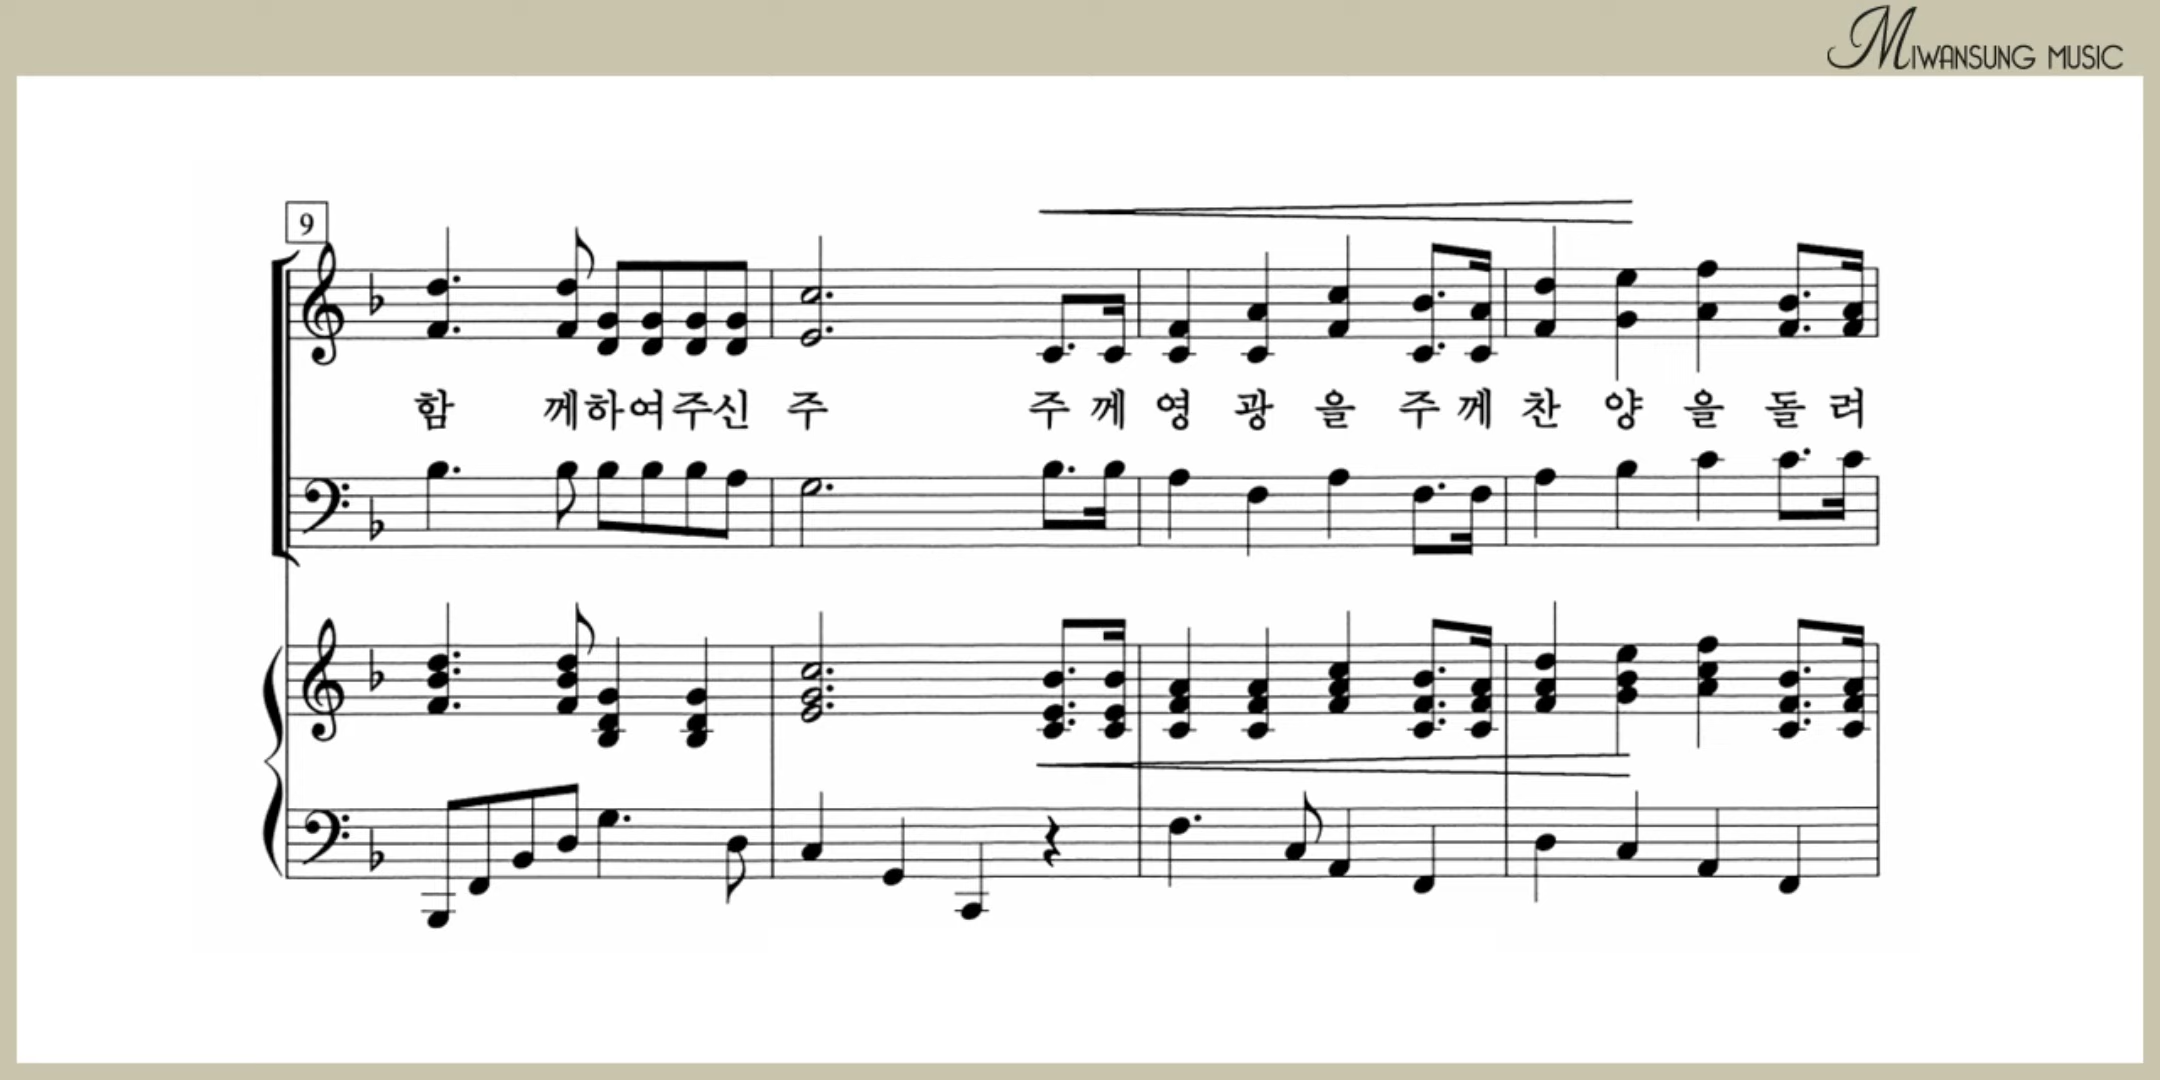 MIWANSUNG MUSIC
9
함 께하여주신 주 주 께 영 광 을 주 께 찬 양 을 돌 려